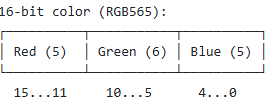 16-bit color (RGB565):
Red (5) Green (6) Blue (5)
15...11 10...5 4...0